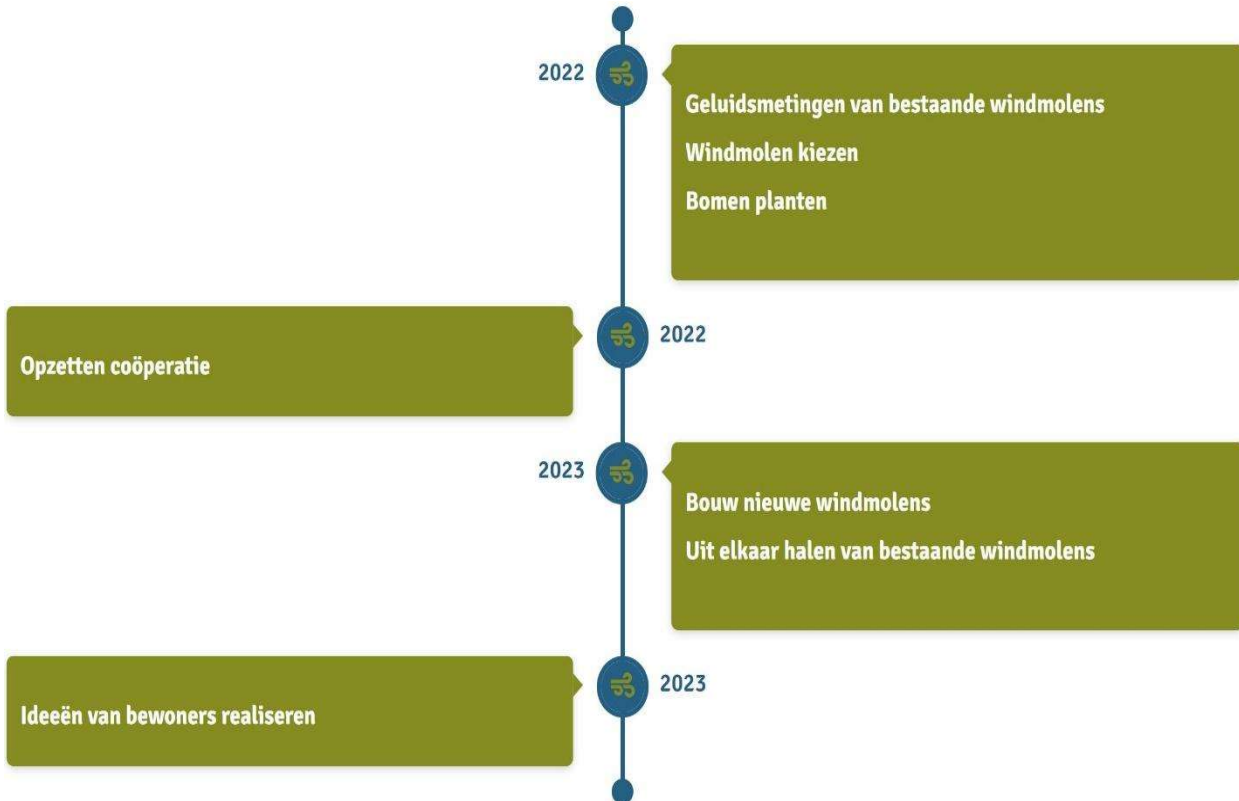 2022
Geluidsmetingen van bestaande windmolens
Windmolen kiezen
Bomen planten
2022
Opzetten coöperatie
2023
Bouw nieuwe windmolens
Uit elkaar halen van bestaande windmolens
2023
Ideeën van bewoners realiseren